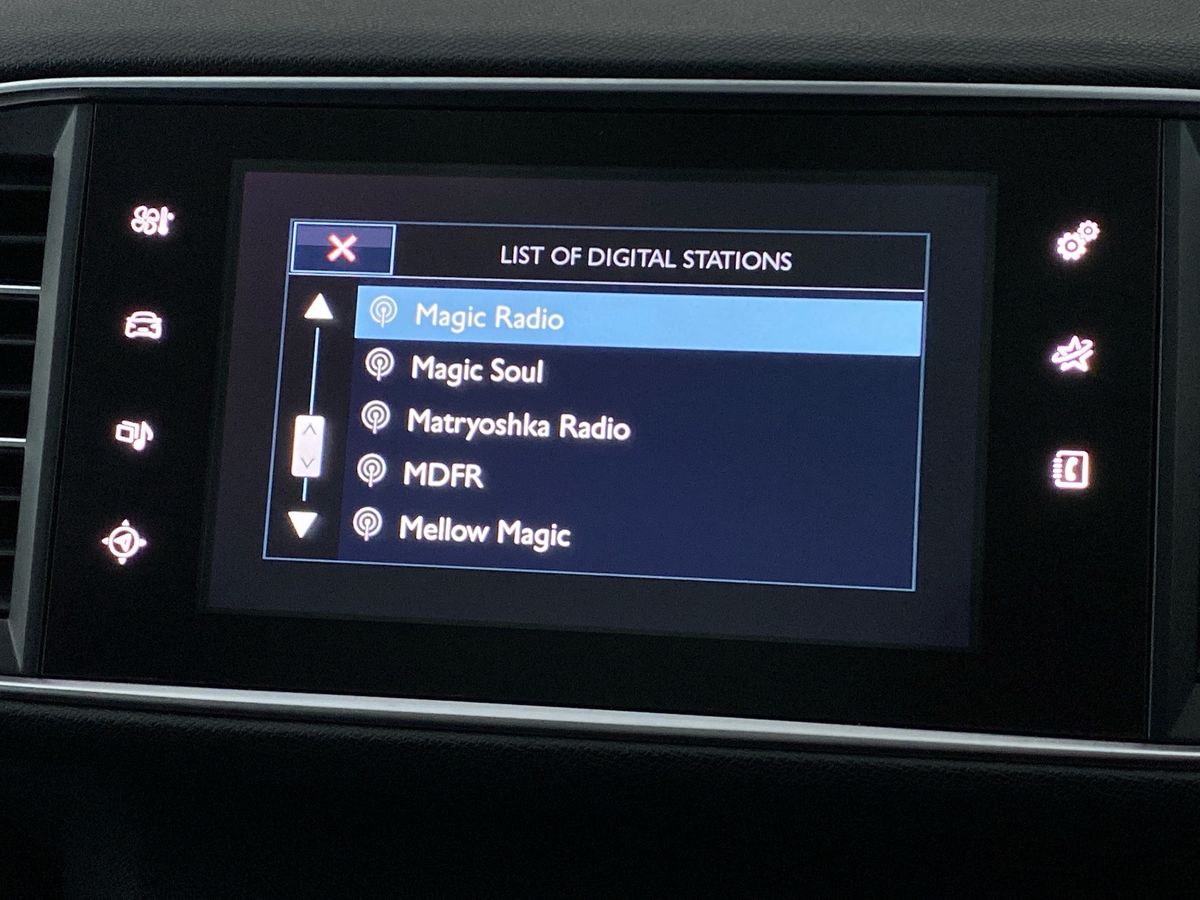 LIST OF DIGITAL STATIONS
Magic Radio
Magic Soul
Matryoshka Radio
MDFR
Mellow Magic